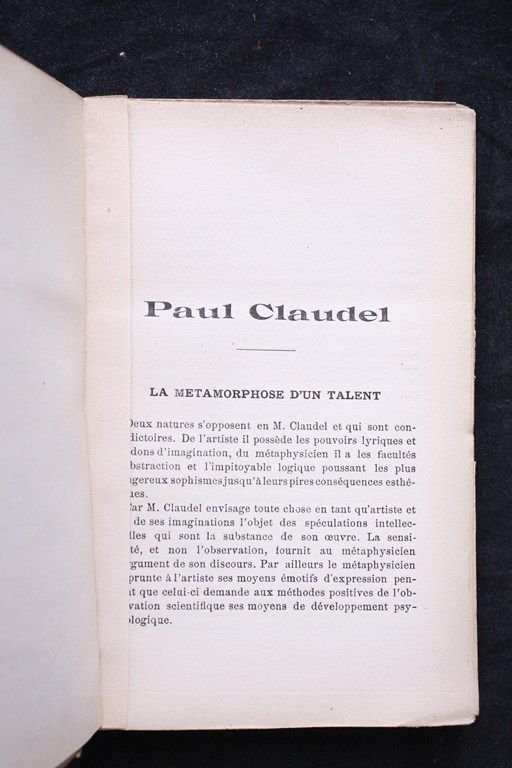 Paul Claudel
LA METAMORPHOSE D'UN TALENT
Deux natures s'opposent en M. Claudel et qui sont con-
dictoires. De l'artiste il possède les pouvoirs lyriques et
dons d'imagination, du métaphysicien il a les facultés
bstraction et l'impitoyable logique poussant les plus
ngereux sophismes jusqu'à leurs pires conséquences esthé-
ues.
Car M. Claudel envisage toute chose en tant qu'artiste et
de ses imaginations l'objet des spéculations intellec-
lles qui sont la substance de son œuvre. La sensi-
té, et non l'observation, fournit au métaphysicien
rgument de son discours. Par ailleurs le métaphysicien
prunte à l'artiste ses moyens émotifs d'expression pen-
nt que celui-ci demande aux méthodes positives de l'ob-
vation scientifique ses moyens de développement psy-
logique.